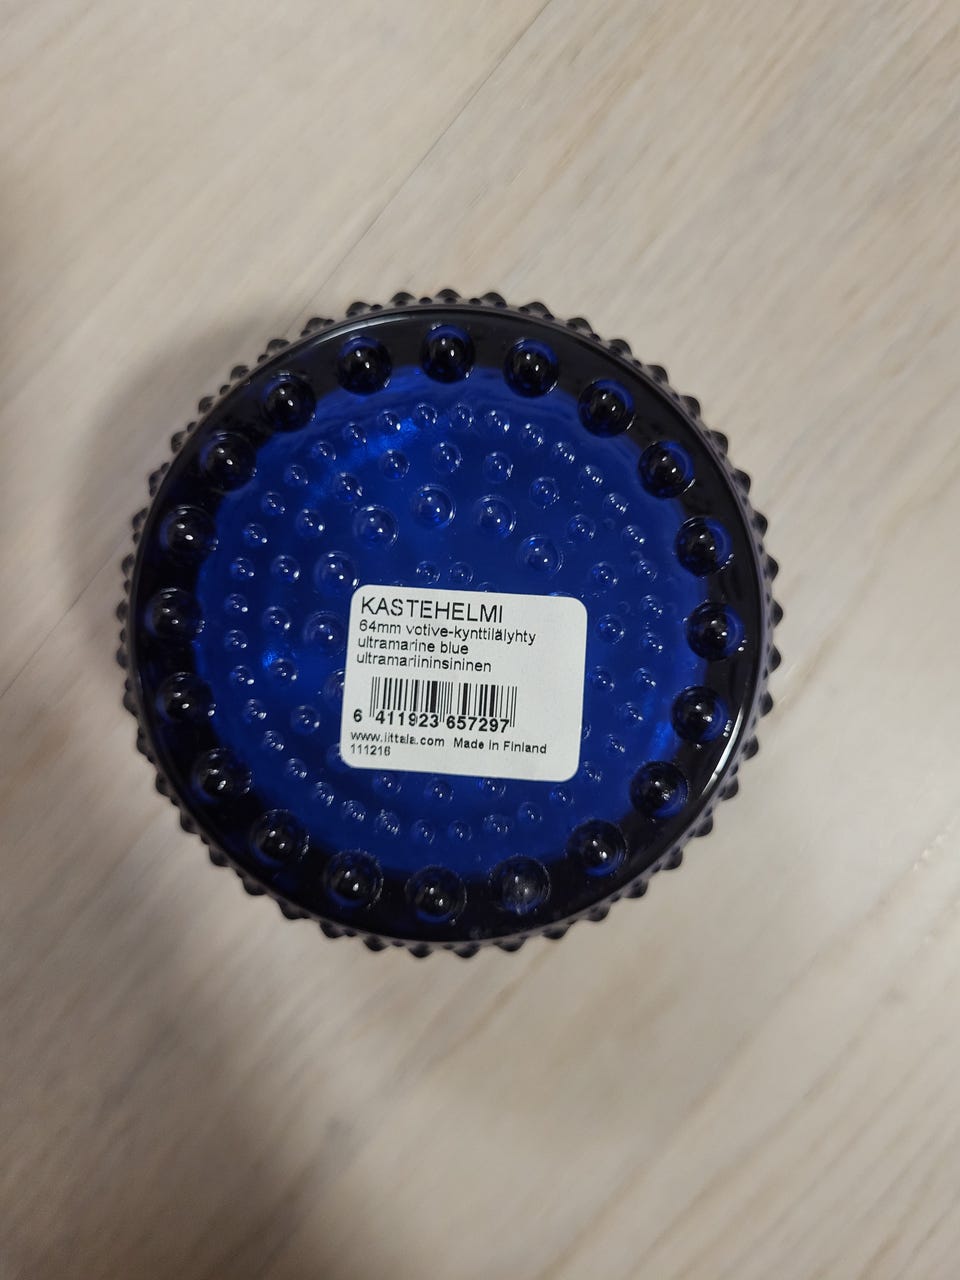 KASTEHELMI
64mm votive-kynttilälyhty
ultramarine blue
ultramariininsininen
6 411923 657297
www.iittala.com Made in Finland
111216